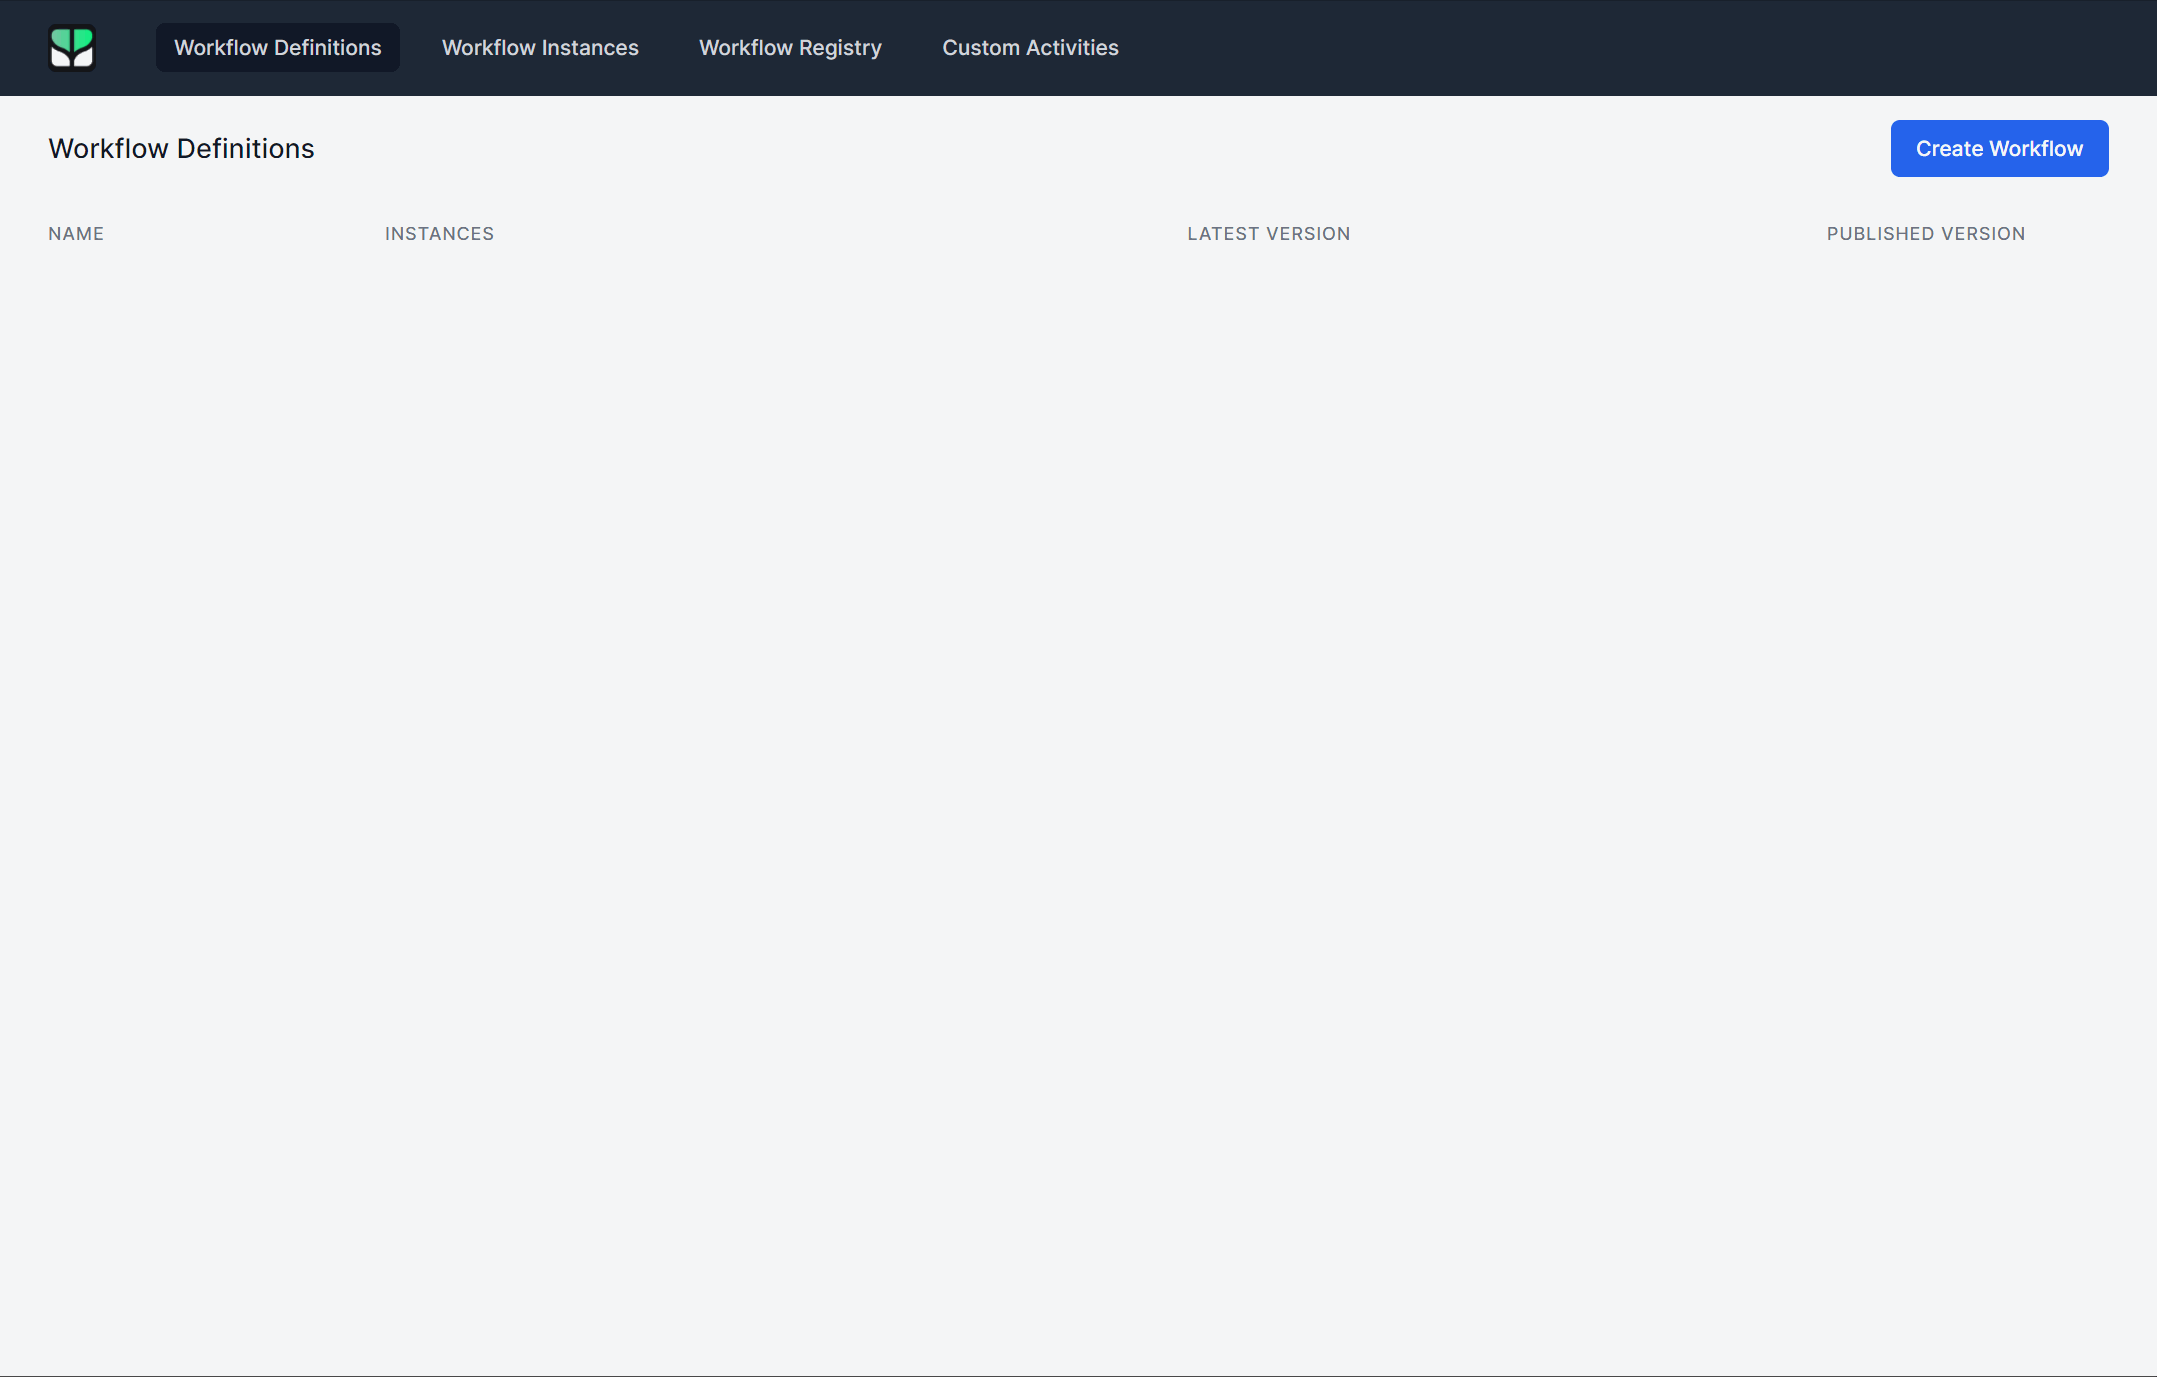 Workflow Definitions Workflow Instances Workflow Registry Custom Activities
Workflow Definitions Create Workflow
NAME INSTANCES LATEST VERSION PUBLISHED VERSION